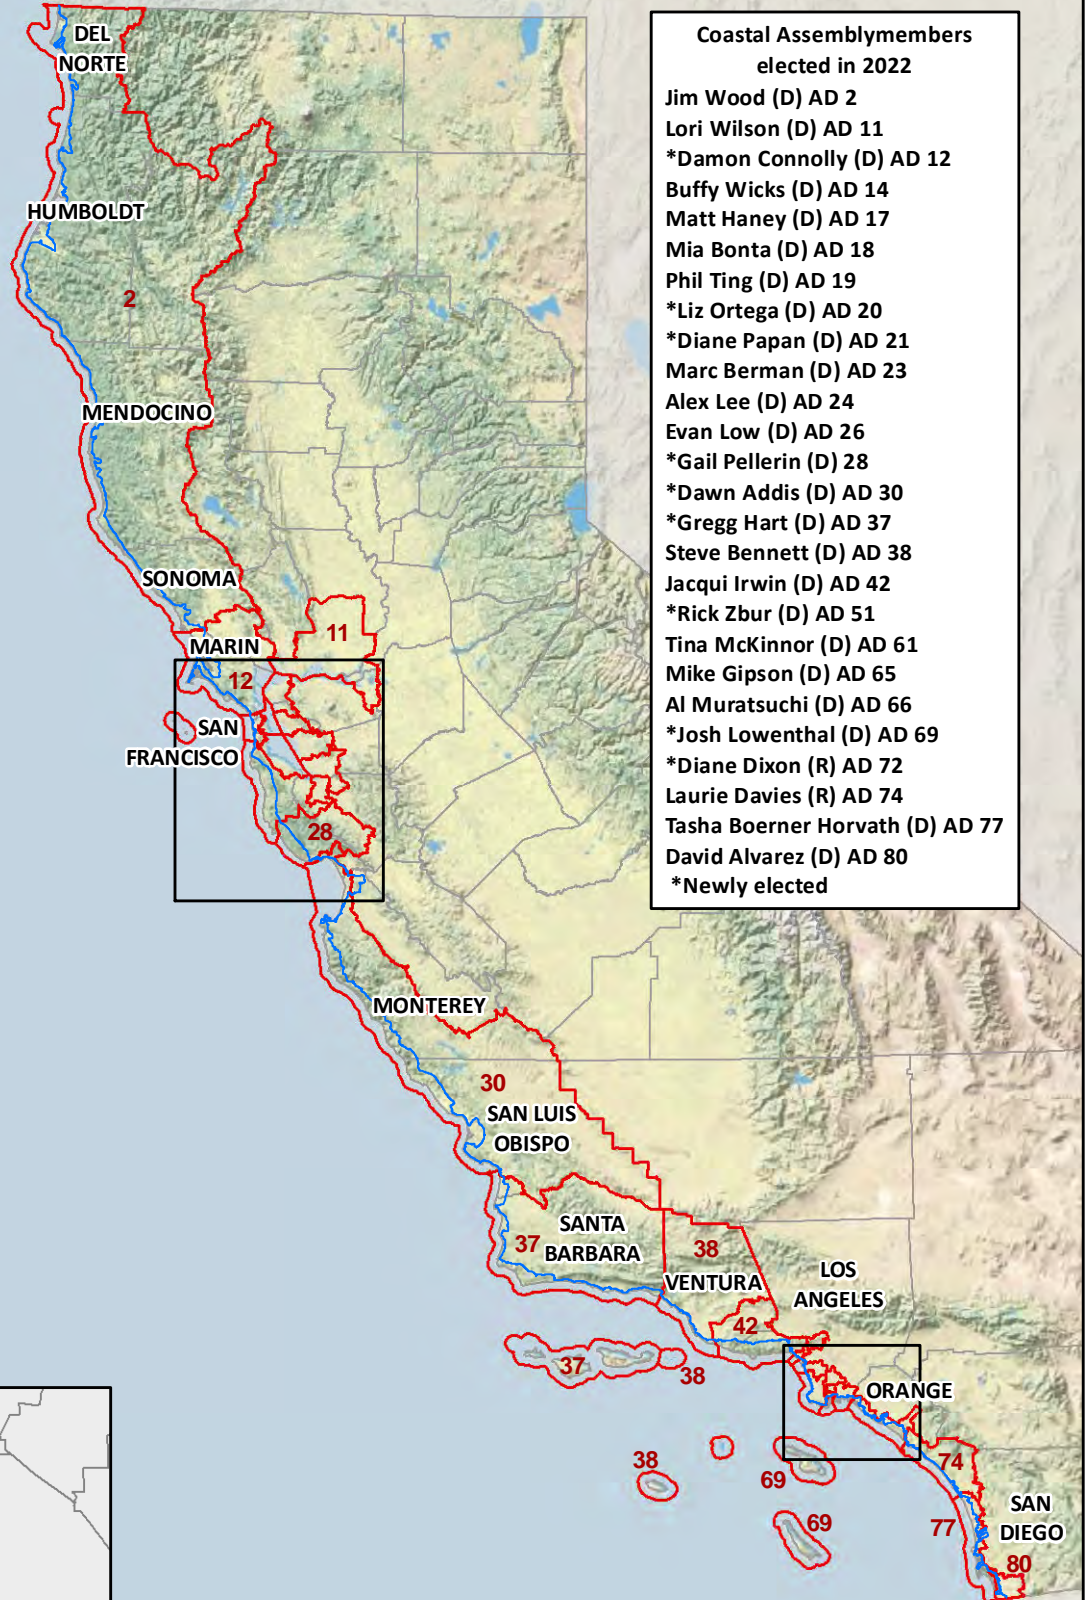 Coastal Assemblymembers
elected in 2022
Jim Wood (D) AD 2
Lori Wilson (D) AD 11
*Damon Connolly (D) AD 12
Buffy Wicks (D) AD 14
Matt Haney (D) AD 17
Mia Bonta (D) AD 18
Phil Ting (D) AD 19
*Liz Ortega (D) AD 20
*Diane Papan (D) AD 21
Marc Berman (D) AD 23
Alex Lee (D) AD 24
Evan Low (D) AD 26
*Gail Pellerin (D) 28
*Dawn Addis (D) AD 30
*Gregg Hart (D) AD 37
Steve Bennett (D) AD 38
Jacqui Irwin (D) AD 42
*Rick Zbur (D) AD 51
Tina McKinnor (D) AD 61
Mike Gipson (D) AD 65
Al Muratsuchi (D) AD 66
*Josh Lowenthal (D) AD 69
*Diane Dixon (R) AD 72
Laurie Davies (R) AD 74
Tasha Boerner Horvath (D) AD 77
David Alvarez (D) AD 80
*Newly elected
DEL
NORTE
HUMBOLDT
2
MENDOCINO
SONOMA
11
MARIN
12
SAN
FRANCISCO
28
MONTEREY
30
SAN LUIS
OBISPO
SANTA
BARBARA
37
38
VENTURA
LOS
ANGELES
42
37
38
ORANGE
38
69
74
69
77
SAN
DIEGO
80